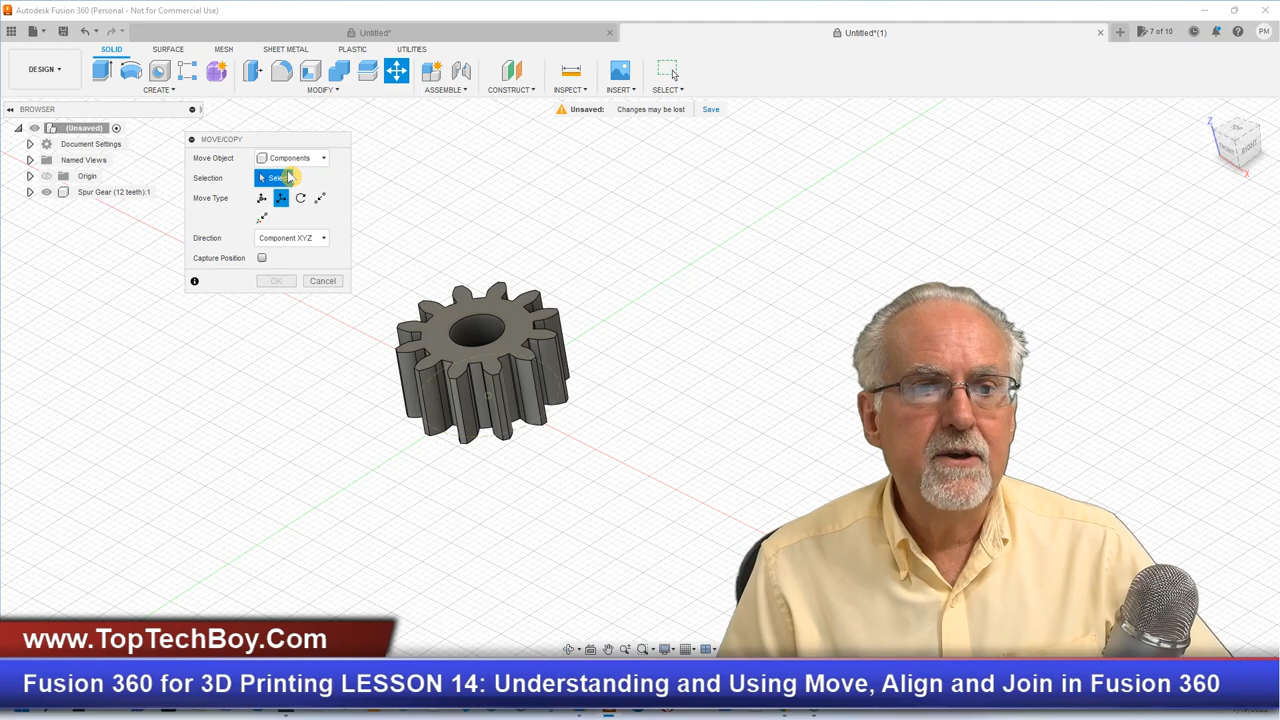 Autodesk Fusion 360 (Personal - Not for Commercial Use)
Untitled*
Untitled*(1)
7 of 10
PM
SOLID
SURFACE
MESH
SHEET METAL
PLASTIC
UTILITIES
DESIGN
CREATE
MODIFY
ASSEMBLE
CONSTRUCT
INSPECT
INSERT
SELECT
BROWSER
Unsaved:
Changes may be lost
Save
(Unsaved)
Document Settings
Named Views
Origin
Spur Gear (12 teeth):1
MOVE/COPY
Move Object
Components
Selection
Move Type
Direction
Component XYZ
Capture Position
OK
Cancel
Z
RIGHT
X
www.TopTechBoy.Com
Fusion 360 for 3D Printing LESSON 14: Understanding and Using Move, Align and Join in Fusion 360